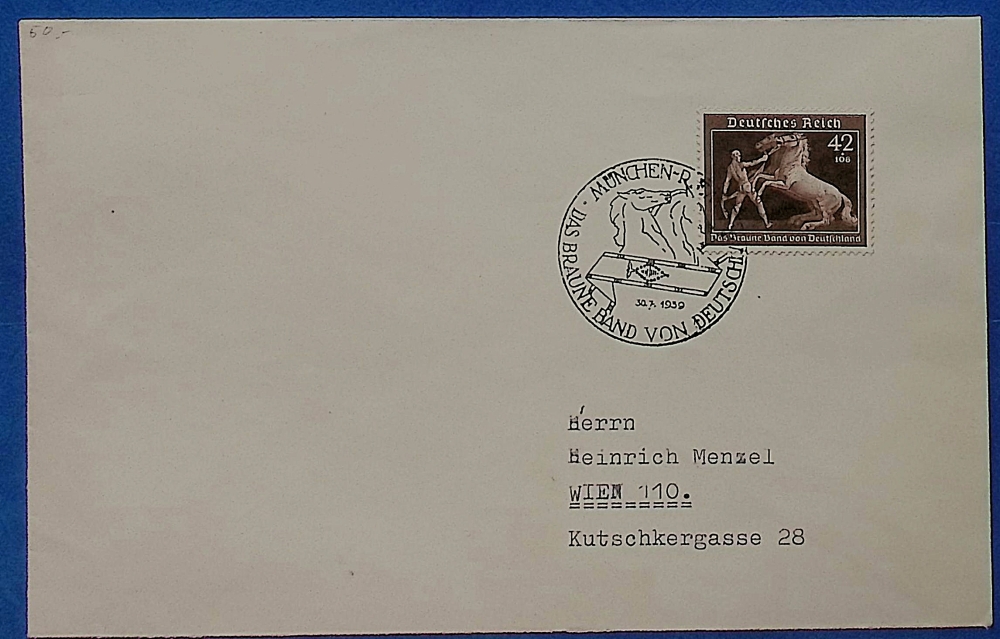 50,-
Deutsches Reich
42
+108
Das Braune Band von Deutschland
MÜNCHEN-R
DAS BRAUNE BAND VON DEUTSCHL
30.7. 1939
Herrn
Heinrich Menzel
WIEN 110.
Kutschkergasse 28